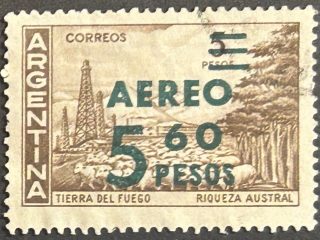 CORREOS
5
PESOS
ARGENTINA
AEREO
5 60
PESOS
TIERRA DEL FUEGO
RIQUEZA AUSTRAL